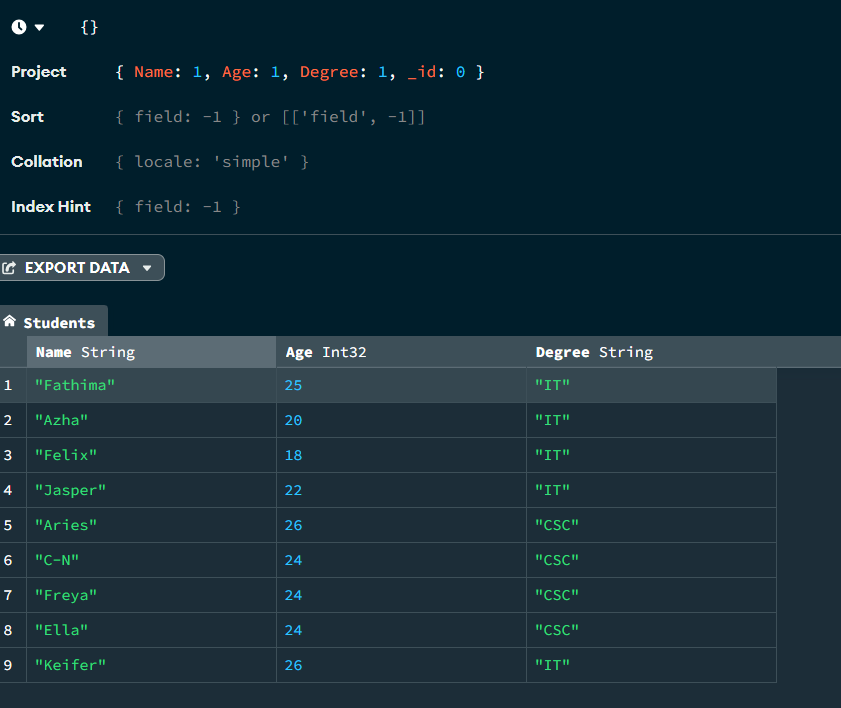 {}
Project { Name: 1, Age: 1, Degree: 1, _id: 0 }
Sort { field: -1 } or [['field', -1]]
Collation { locale: 'simple' }
Index Hint { field: -1 }
EXPORT DATA
Students
Name String Age Int32 Degree String
1 "Fathima" 25 "IT"
2 "Azha" 20 "IT"
3 "Felix" 18 "IT"
4 "Jasper" 22 "IT"
5 "Aries" 26 "CSC"
6 "C-N" 24 "CSC"
7 "Freya" 24 "CSC"
8 "Ella" 24 "CSC"
9 "Keifer" 26 "IT"